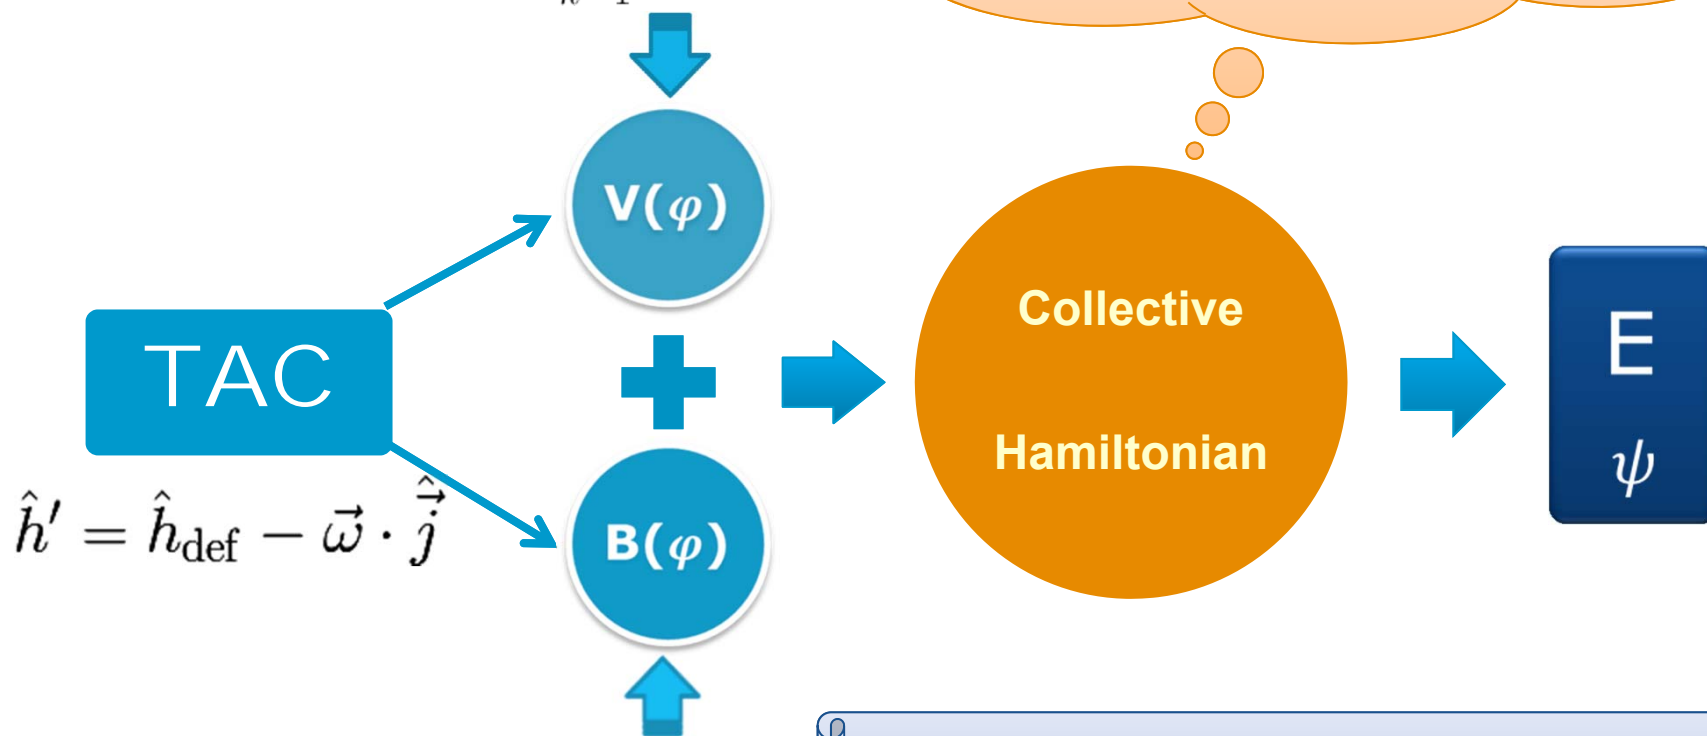 V(φ)
TAC
Collective
Hamiltonian
E
ψ
B(φ)
ĥ′ = ĥ_def − ω⃗ · ĵ⃗